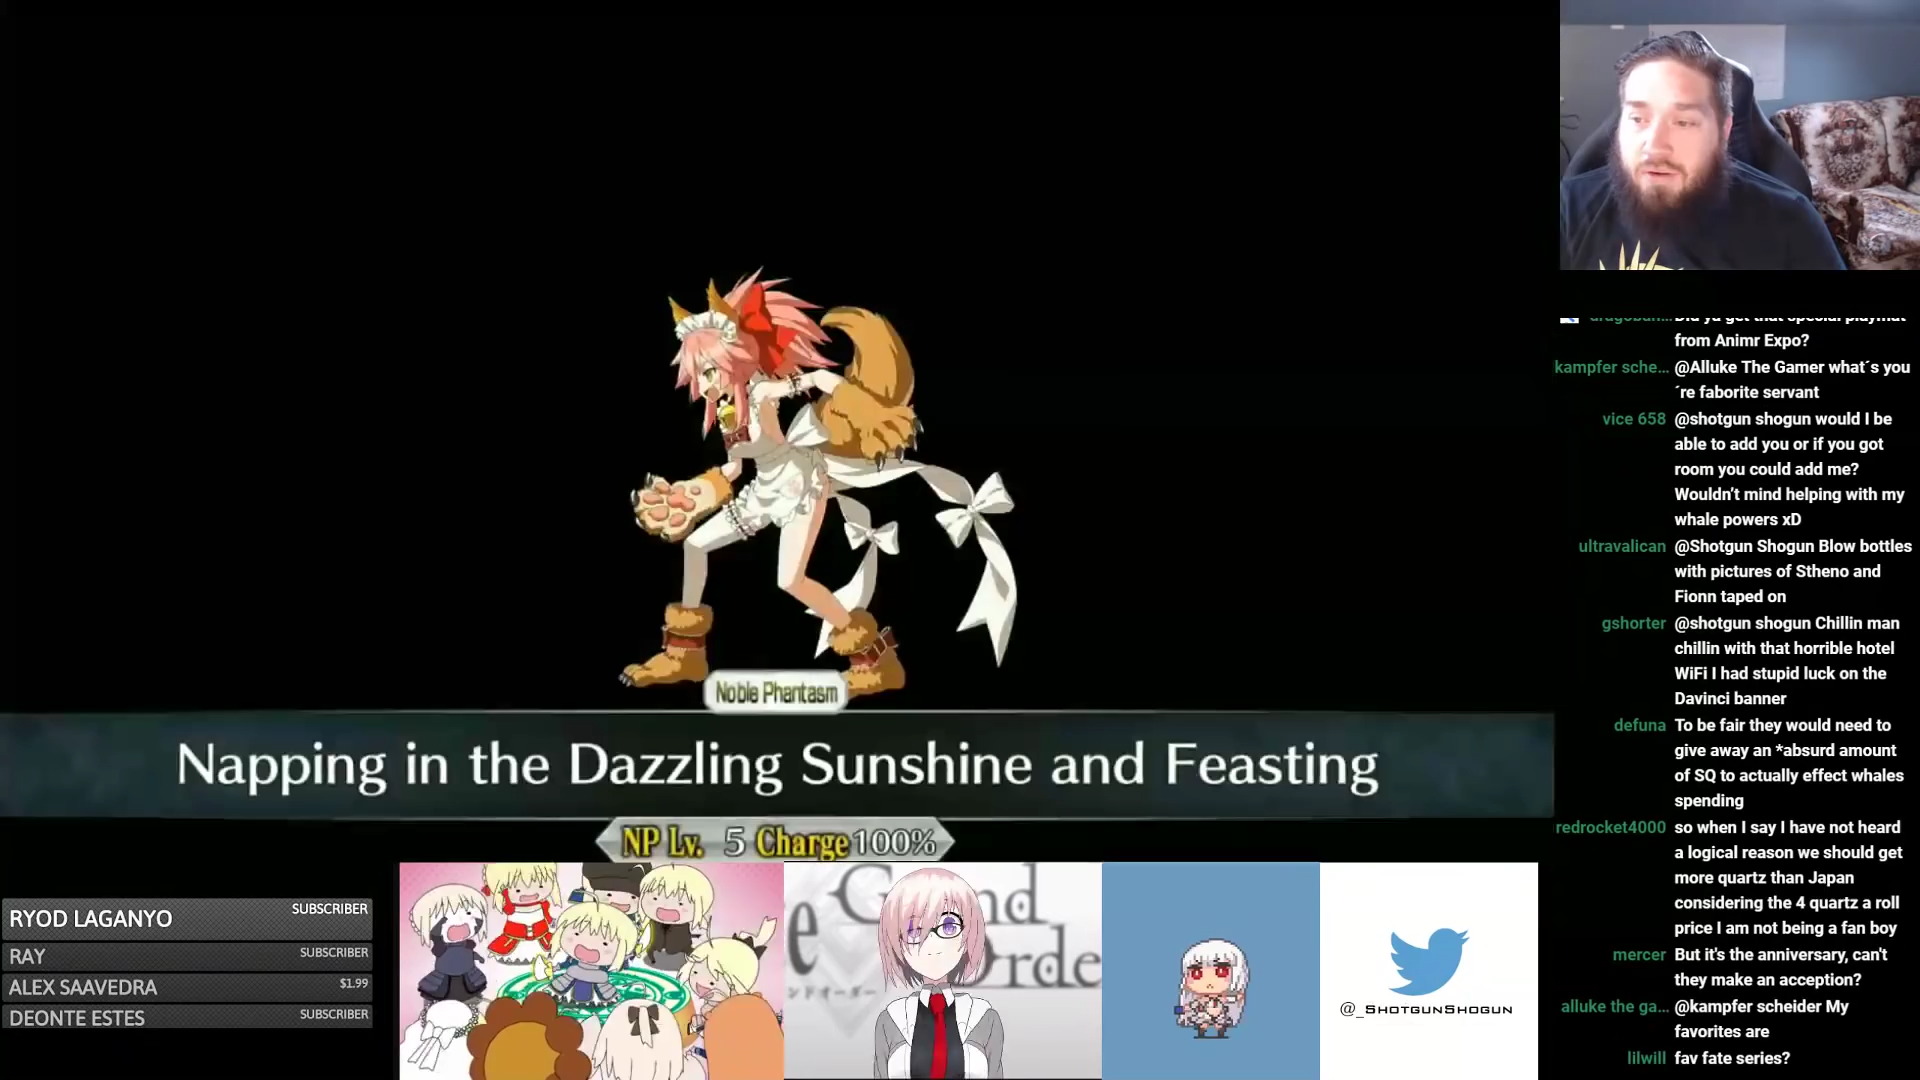 Noble Phantasm
Napping in the Dazzling Sunshine and Feasting
NP Lv. 5 Charge 100%
RYOD LAGANYO SUBSCRIBER
RAY SUBSCRIBER
ALEX SAAVEDRA $1.99
DEONTE ESTES SUBSCRIBER
@_ShotgunShogun
from Animr Expo?
kampfer sche... @Alluke The Gamer what´s you
´re faborite servant
vice 658 @shotgun shogun would I be
able to add you or if you got
room you could add me?
Wouldn't mind helping with my
whale powers xD
ultravalican @Shotgun Shogun Blow bottles
with pictures of Stheno and
Fionn taped on
gshorter @shotgun shogun Chillin man
chillin with that horrible hotel
WiFi I had stupid luck on the
Davinci banner
defuna To be fair they would need to
give away an *absurd amount
of SQ to actually effect whales
spending
redrocket4000 so when I say I have not heard
a logical reason we should get
more quartz than Japan
considering the 4 quartz a roll
price I am not being a fan boy
mercer But it's the anniversary, can't
they make an acception?
alluke the ga... @kampfer scheider My
favorites are
lilwill fav fate series?